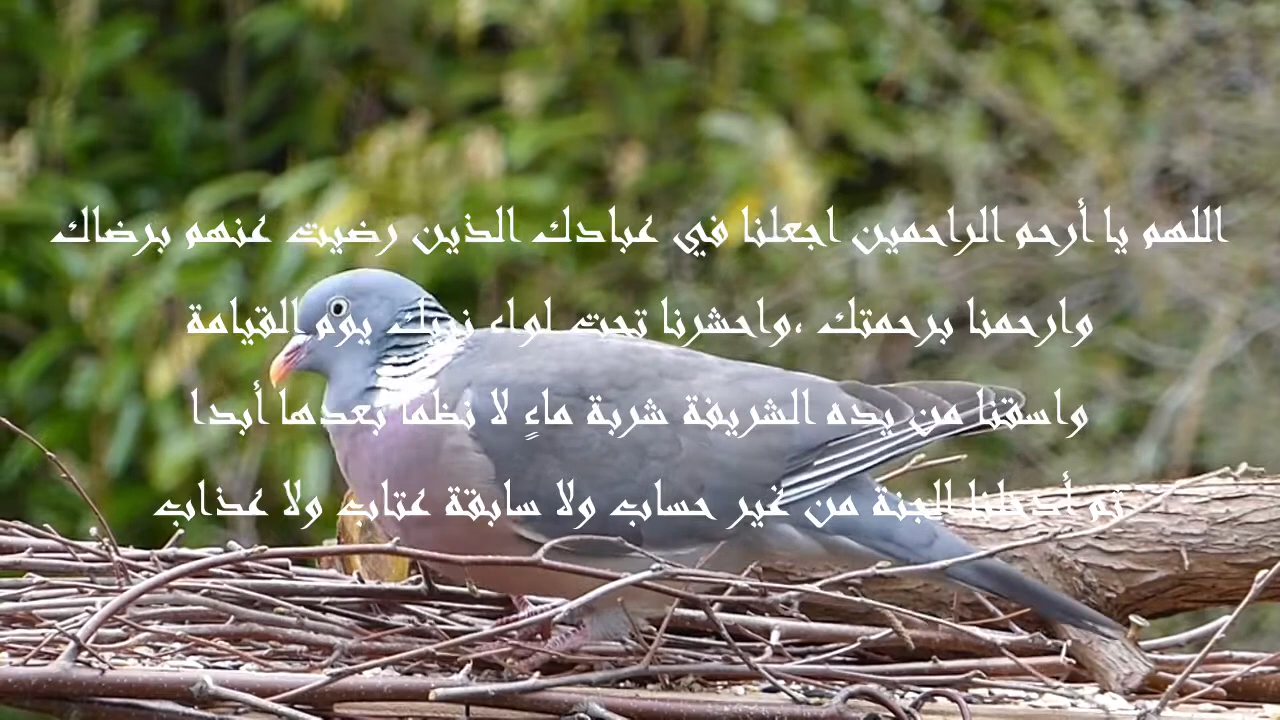 اللهم يا أرحم الراحمين اجعلنا في عبادك الذين رضيت عنهم برضاك
وارحمنا برحمتك ،واحشرنا تحت لواء نبيك يوم القيامة
واسقنا من يده الشريفة شربة ماءٍ لا نظما بعدها أبدا
ثم أدخلنا الجنة من غير حساب ولا سابقة عتاب ولا عذاب